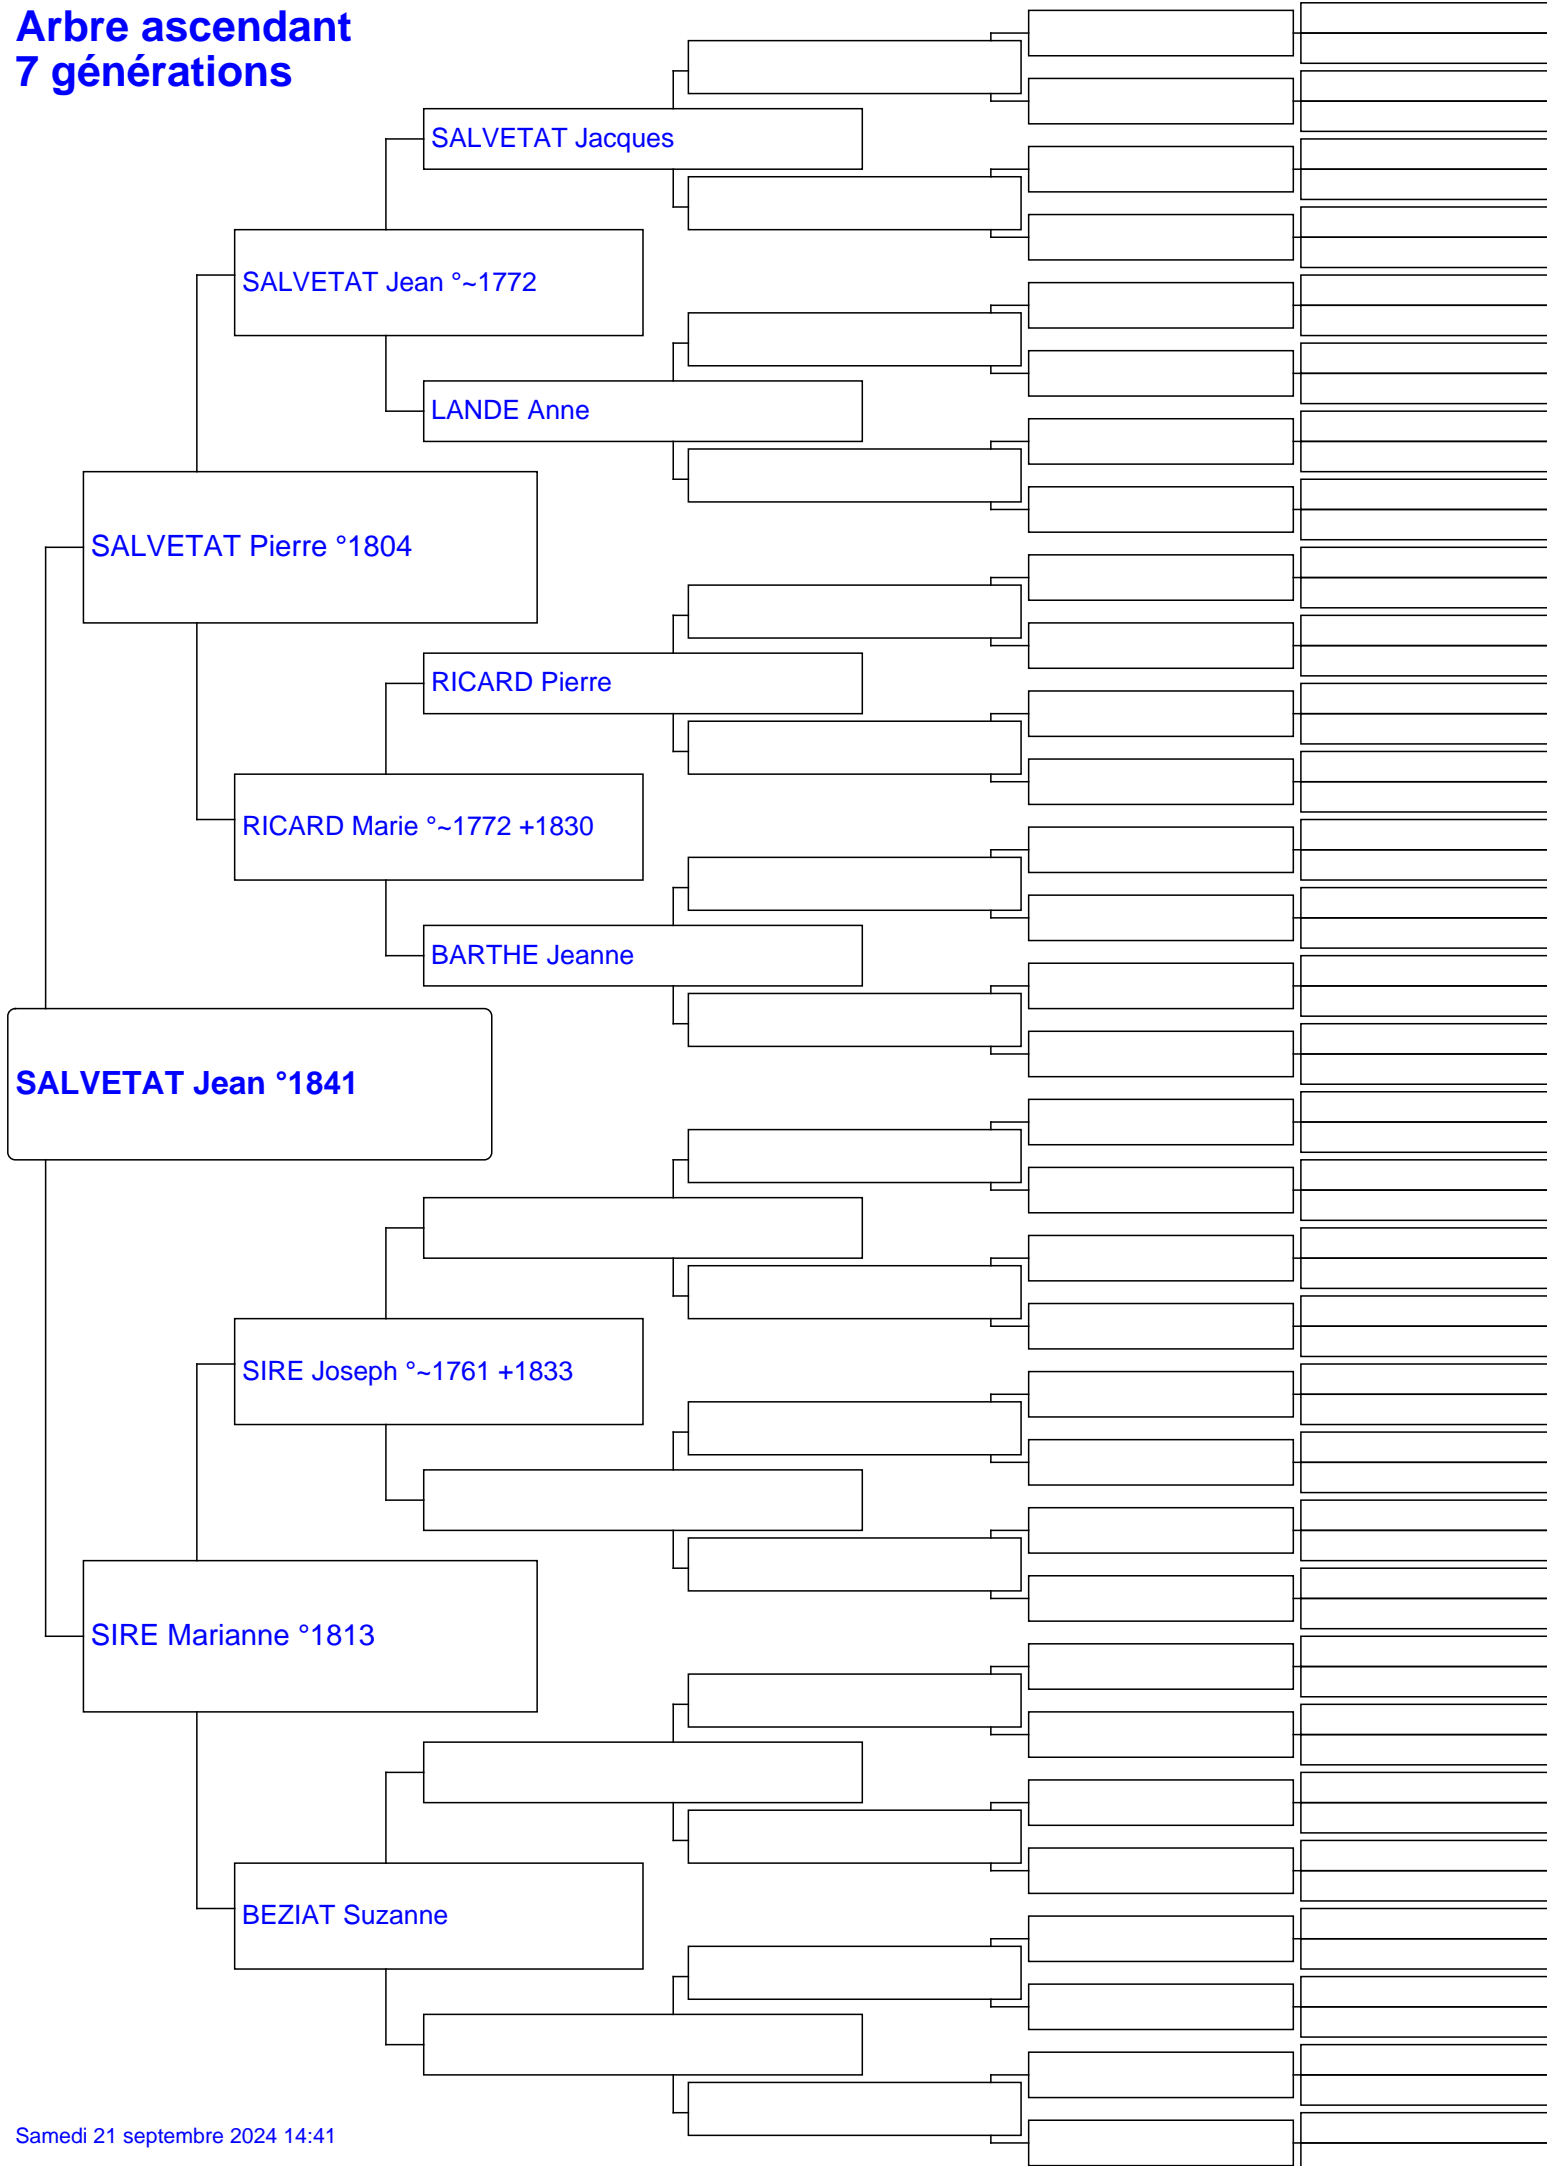 Arbre ascendant
7 générations
SALVETAT Jacques
SALVETAT Jean °~1772
LANDE Anne
SALVETAT Pierre °1804
RICARD Pierre
RICARD Marie °~1772 +1830
BARTHE Jeanne
SALVETAT Jean °1841
SIRE Joseph °~1761 +1833
SIRE Marianne °1813
BEZIAT Suzanne
Samedi 21 septembre 2024 14:41